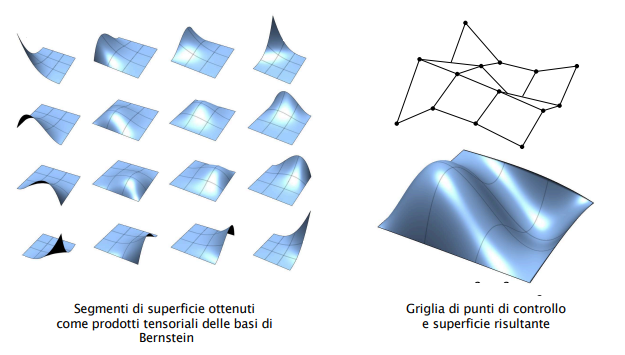 Segmenti di superficie ottenuti
come prodotti tensoriali delle basi di
Bernstein
Griglia di punti di controllo
e superficie risultante